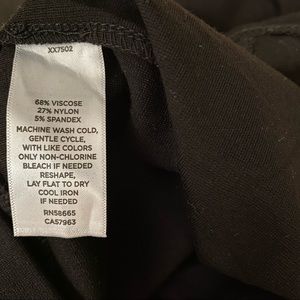 XX7502
68% VISCOSE
27% NYLON
5% SPANDEX
MACHINE WASH COLD,
GENTLE CYCLE,
WITH LIKE COLORS
ONLY NON-CHLORINE
BLEACH IF NEEDED
RESHAPE,
LAY FLAT TO DRY
COOL IRON
IF NEEDED
RN58665
CA57963